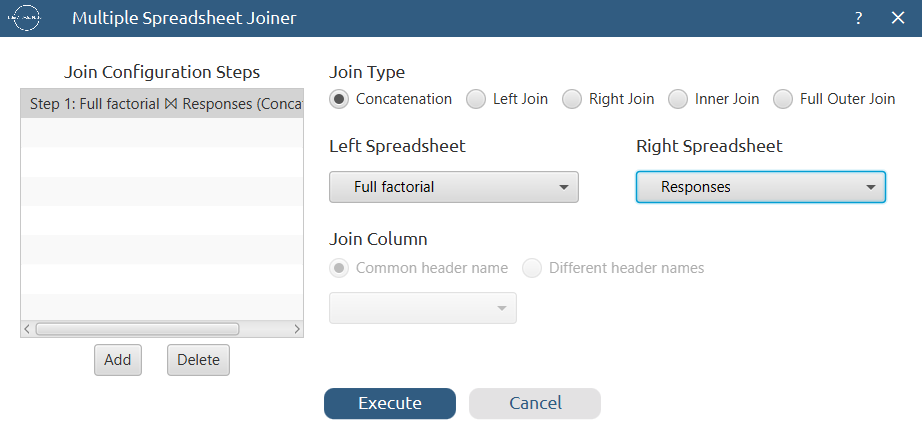 Multiple Spreadsheet Joiner ?
Join Configuration Steps
Step 1: Full factorial ⋈ Responses (Conca
Add Delete
Join Type
Concatenation Left Join Right Join Inner Join Full Outer Join
Left Spreadsheet Right Spreadsheet
Full factorial Responses
Join Column
Common header name Different header names
Execute Cancel